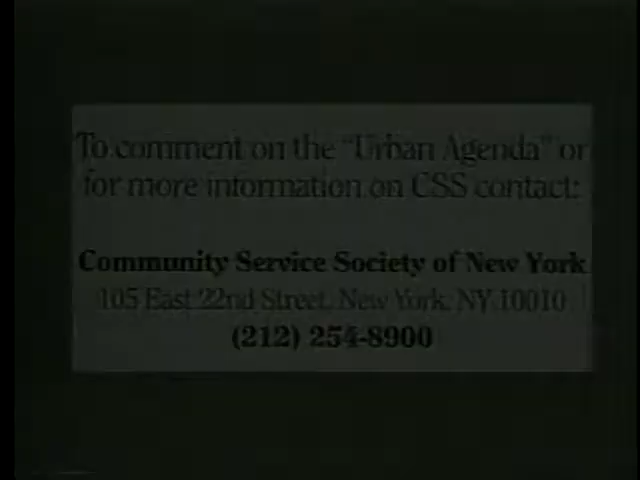 To comment on the "Urban Agenda" or
for more information on CSS contact:
Community Service Society of New York
105 East 22nd Street, New York, NY 10010
(212) 254-8900